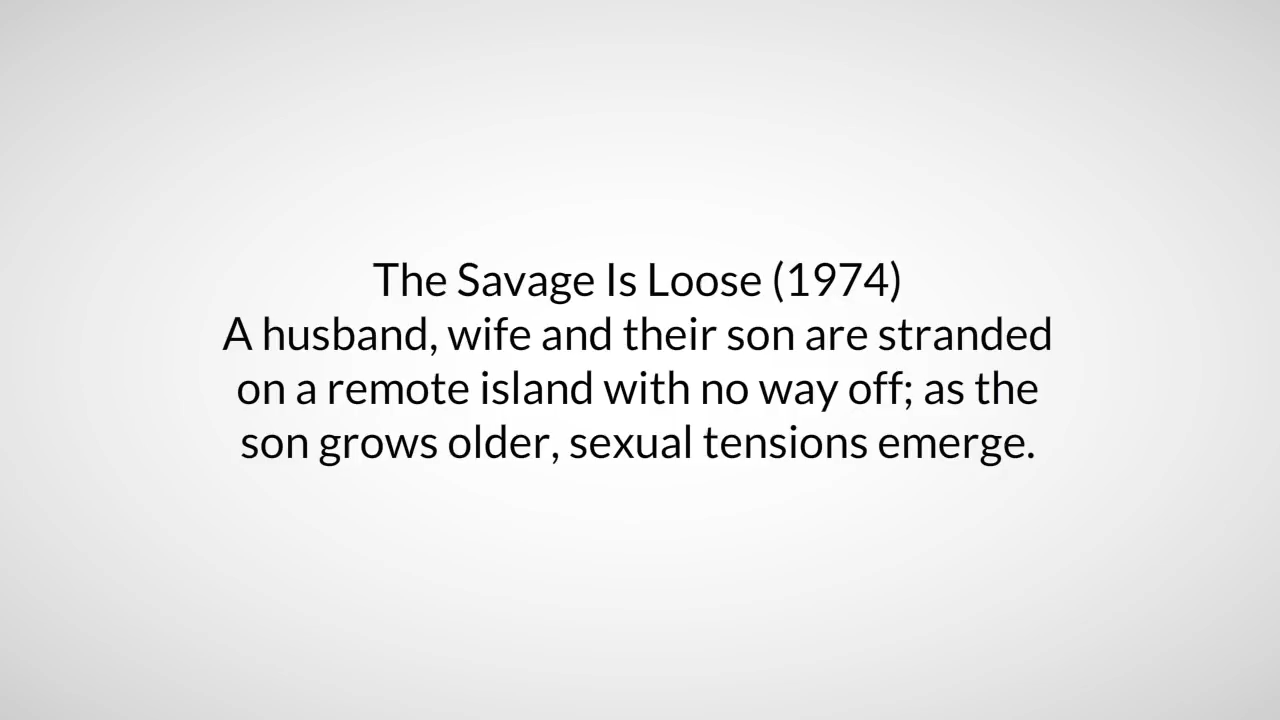 The Savage Is Loose (1974)
A husband, wife and their son are stranded
on a remote island with no way off; as the
son grows older, sexual tensions emerge.